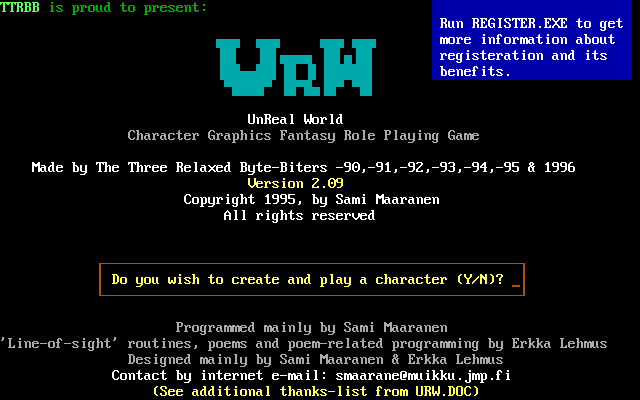 TTRBB is proud to present:
Run REGISTER.EXE to get
more information about
registeration and its
benefits.
URW
UnReal World
Character Graphics Fantasy Role Playing Game
Made by The Three Relaxed Byte-Biters -90,-91,-92,-93,-94,-95 & 1996
Version 2.09
Copyright 1995, by Sami Maaranen
All rights reserved
Do you wish to create and play a character (Y/N)? _
Programmed mainly by Sami Maaranen
'Line-of-sight' routines, poems and poem-related programming by Erkka Lehmus
Designed mainly by Sami Maaranen & Erkka Lehmus
Contact by internet e-mail: smaarane@muikku.jmp.fi
(See additional thanks-list from URW.DOC)